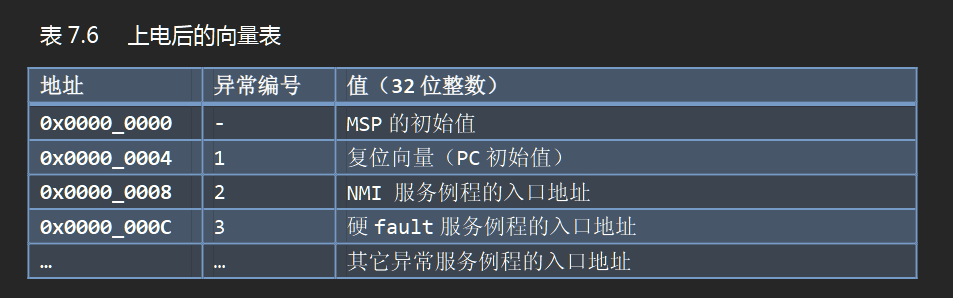 表 7.6 上电后的向量表
地址 异常编号 值（32 位整数）
0x0000_0000 - MSP 的初始值
0x0000_0004 1 复位向量（PC 初始值）
0x0000_0008 2 NMI 服务例程的入口地址
0x0000_000C 3 硬 fault 服务例程的入口地址
… … 其它异常服务例程的入口地址